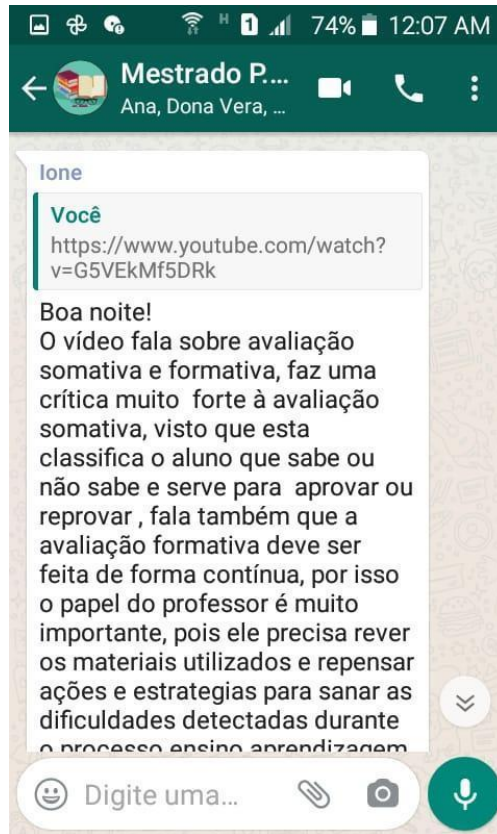 H 1 74% 12:07 AM
Mestrado P....
Ana, Dona Vera, ...
Ione
Você
https://www.youtube.com/watch?
v=G5VEkMf5DRk
Boa noite!
O vídeo fala sobre avaliação
somativa e formativa, faz uma
crítica muito forte à avaliação
somativa, visto que esta
classifica o aluno que sabe ou
não sabe e serve para aprovar ou
reprovar , fala também que a
avaliação formativa deve ser
feita de forma contínua, por isso
o papel do professor é muito
importante, pois ele precisa rever
os materiais utilizados e repensar
ações e estrategias para sanar as
dificuldades detectadas durante
o processo ensino aprendizagem
Digite uma...